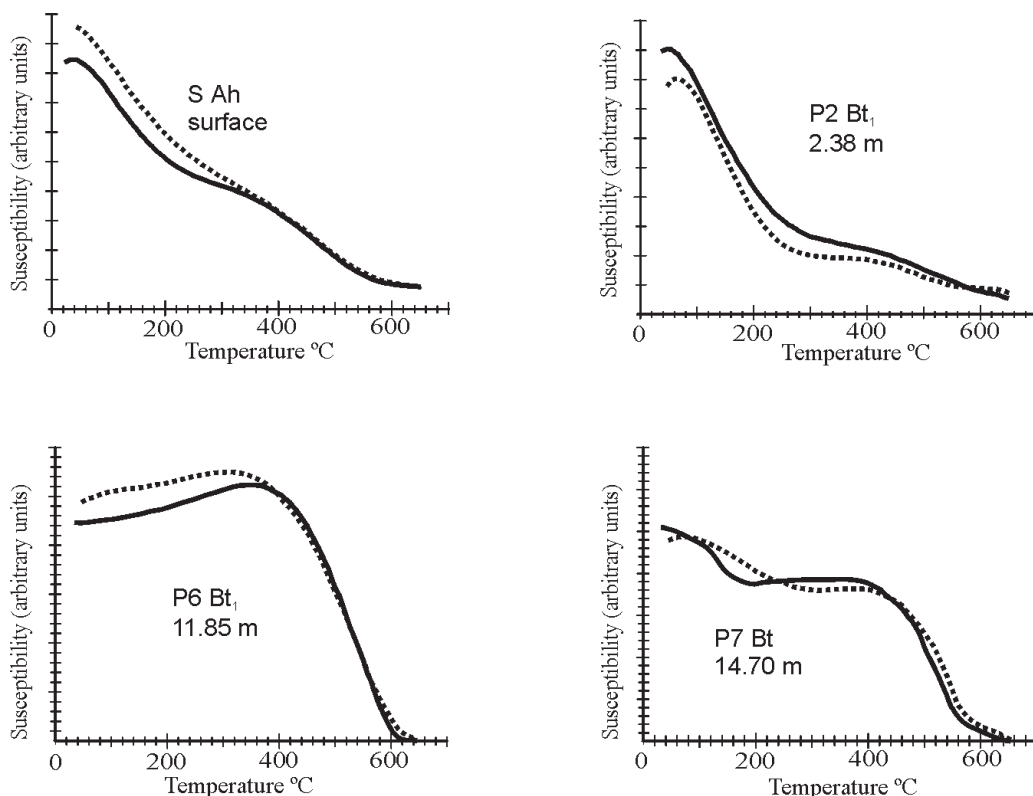 Susceptibility (arbitrary units)
S Ah
surface
0
200
400
600
Temperature ºC
Susceptibility (arbitrary units)
P2 Bt₁
2.38 m
0
200
400
600
Temperature ºC
Susceptibility (arbitrary units)
P6 Bt₁
11.85 m
0
200
400
600
Temperature ºC
Susceptibility (arbitrary units)
P7 Bt
14.70 m
0
200
400
600
Temperature ºC